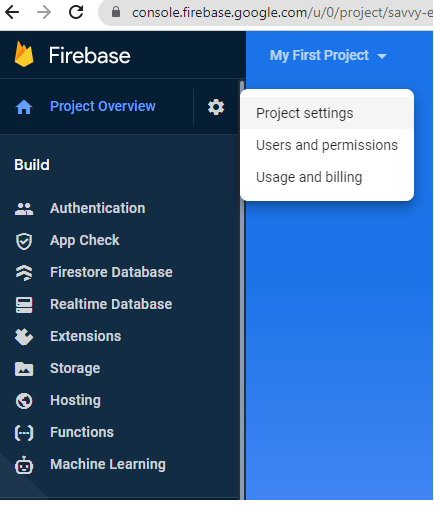 console.firebase.google.com/u/0/project/savvy-e
Firebase
My First Project
Project Overview
Project settings
Users and permissions
Usage and billing
Build
Authentication
App Check
Firestore Database
Realtime Database
Extensions
Storage
Hosting
Functions
Machine Learning